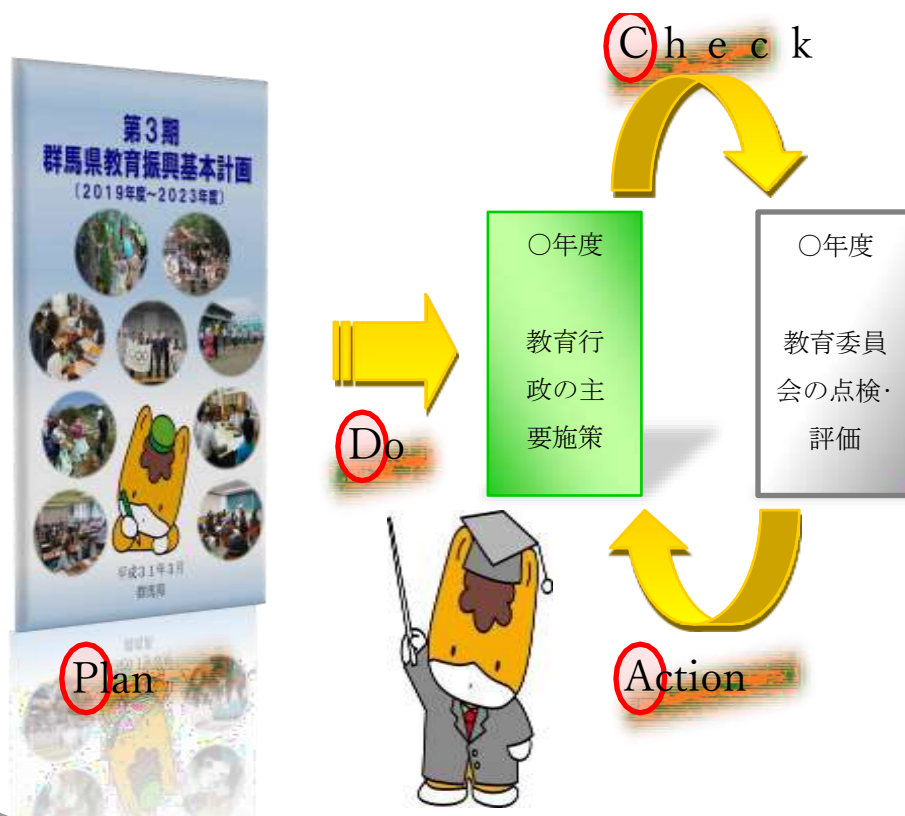 第3期
群馬県教育振興基本計画
(2019年度~2023年度)
平成31年3月
群馬県
Plan
Do
Check
○年度
教育行
政の主
要施策
○年度
教育委員
会の点検・
評価
Action